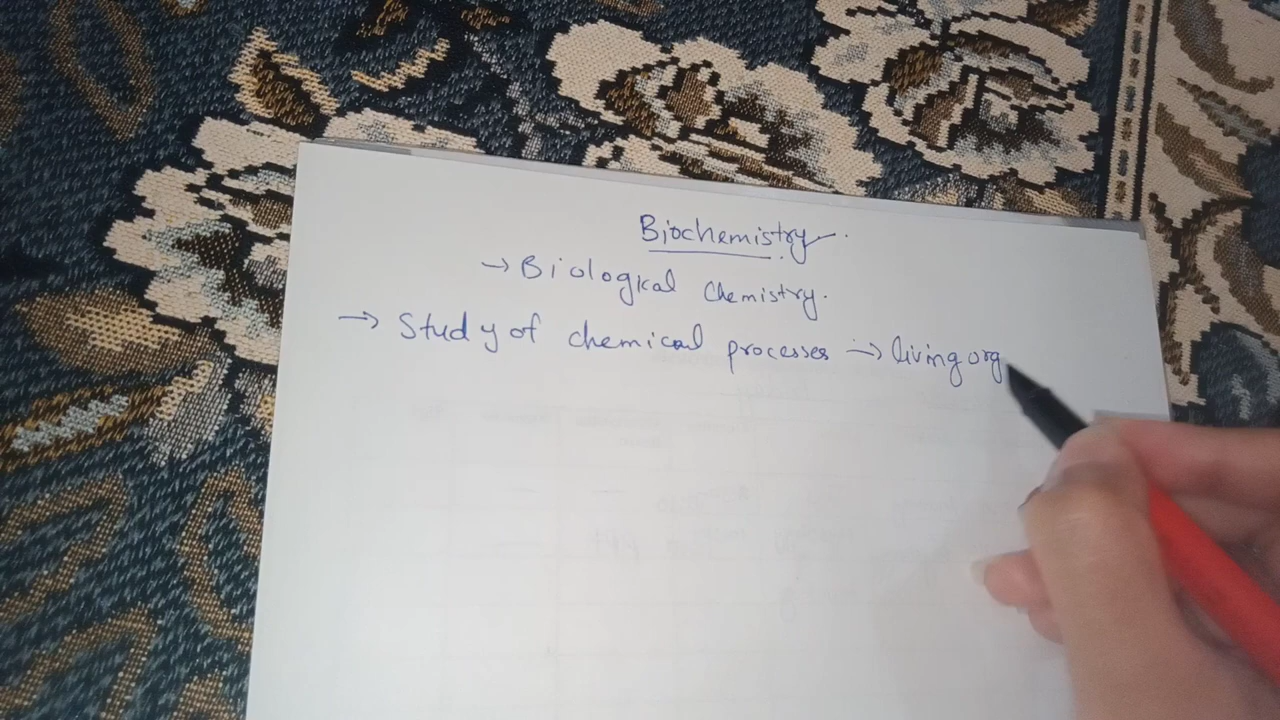 Biochemistry.
→ Biological Chemistry.
→ Study of chemical processes → living org